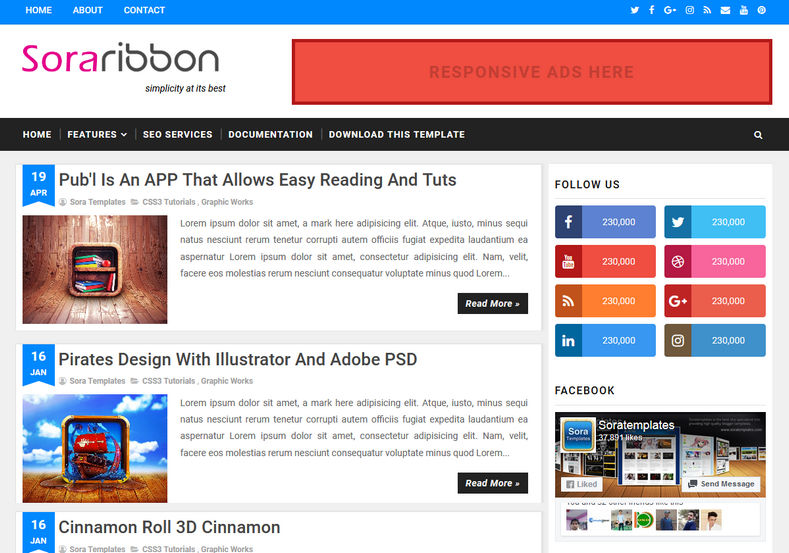 HOME ABOUT CONTACT
Soraribbon
simplicity at its best
RESPONSIVE ADS HERE
HOME FEATURES SEO SERVICES DOCUMENTATION DOWNLOAD THIS TEMPLATE
19
APR
Pub'l Is An APP That Allows Easy Reading And Tuts
Sora Templates CSS3 Tutorials , Graphic Works
Lorem ipsum dolor sit amet, a mark here adipisicing elit. Atque, iusto, minus sequi
natus nesciunt rerum tenetur corrupti autem officiis fugiat expedita laudantium ea
aspernatur Lorem ipsum dolor sit amet, consectetur adipisicing elit. Nam, velit,
facere eos molestias rerum nesciunt consequatur voluptate minus quod Lorem...
Read More »
16
JAN
Pirates Design With Illustrator And Adobe PSD
Sora Templates CSS3 Tutorials , Graphic Works
Lorem ipsum dolor sit amet, a mark here adipisicing elit. Atque, iusto, minus sequi
natus nesciunt rerum tenetur corrupti autem officiis fugiat expedita laudantium ea
aspernatur Lorem ipsum dolor sit amet, consectetur adipisicing elit. Nam, velit,
facere eos molestias rerum nesciunt consequatur voluptate minus quod Lorem...
Read More »
16
JAN
Cinnamon Roll 3D Cinnamon
Sora Templates CSS3 Tutorials , Graphic Works
FOLLOW US
230,000 230,000
230,000 230,000
230,000 230,000
230,000 230,000
FACEBOOK
Sora
Templates
Soratemplates
37,891 likes
Liked
Send Message
You and 32 other friends like this